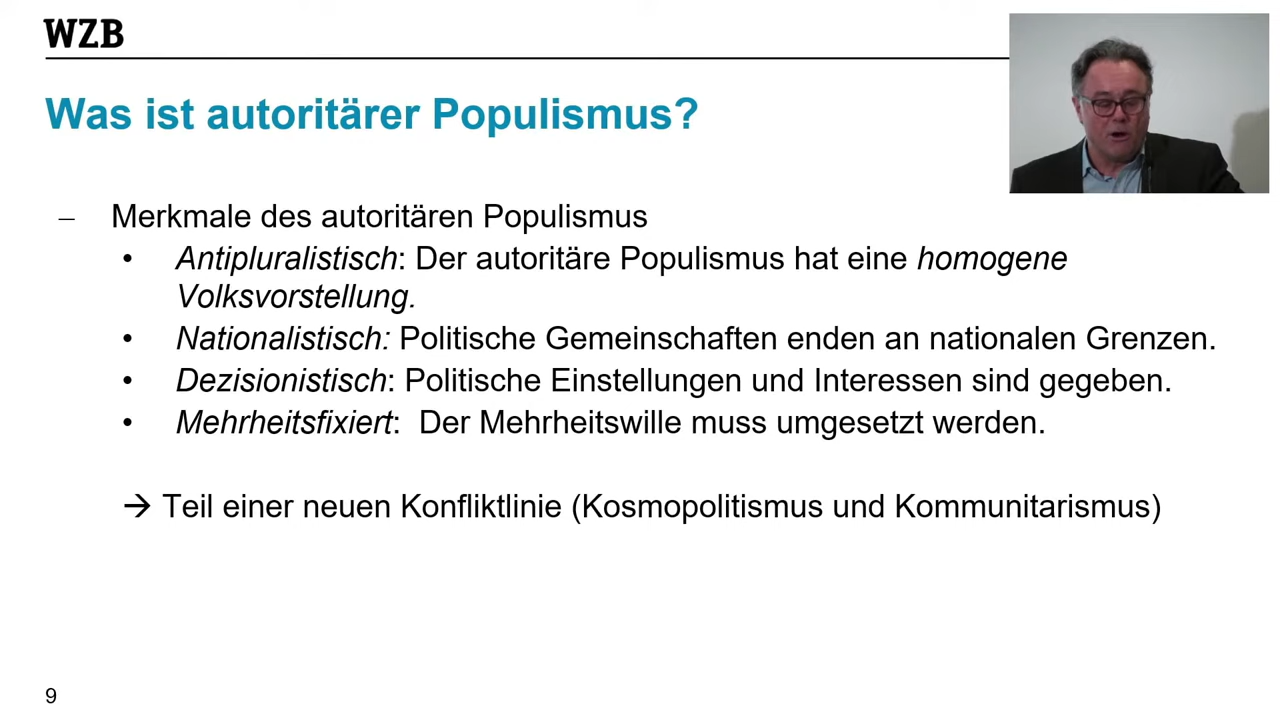 WZB
Was ist autoritärer Populismus?
– Merkmale des autoritären Populismus
• Antipluralistisch: Der autoritäre Populismus hat eine homogene
Volksvorstellung.
• Nationalistisch: Politische Gemeinschaften enden an nationalen Grenzen.
• Dezisionistisch: Politische Einstellungen und Interessen sind gegeben.
• Mehrheitsfixiert: Der Mehrheitswille muss umgesetzt werden.
→ Teil einer neuen Konfliktlinie (Kosmopolitismus und Kommunitarismus)
9